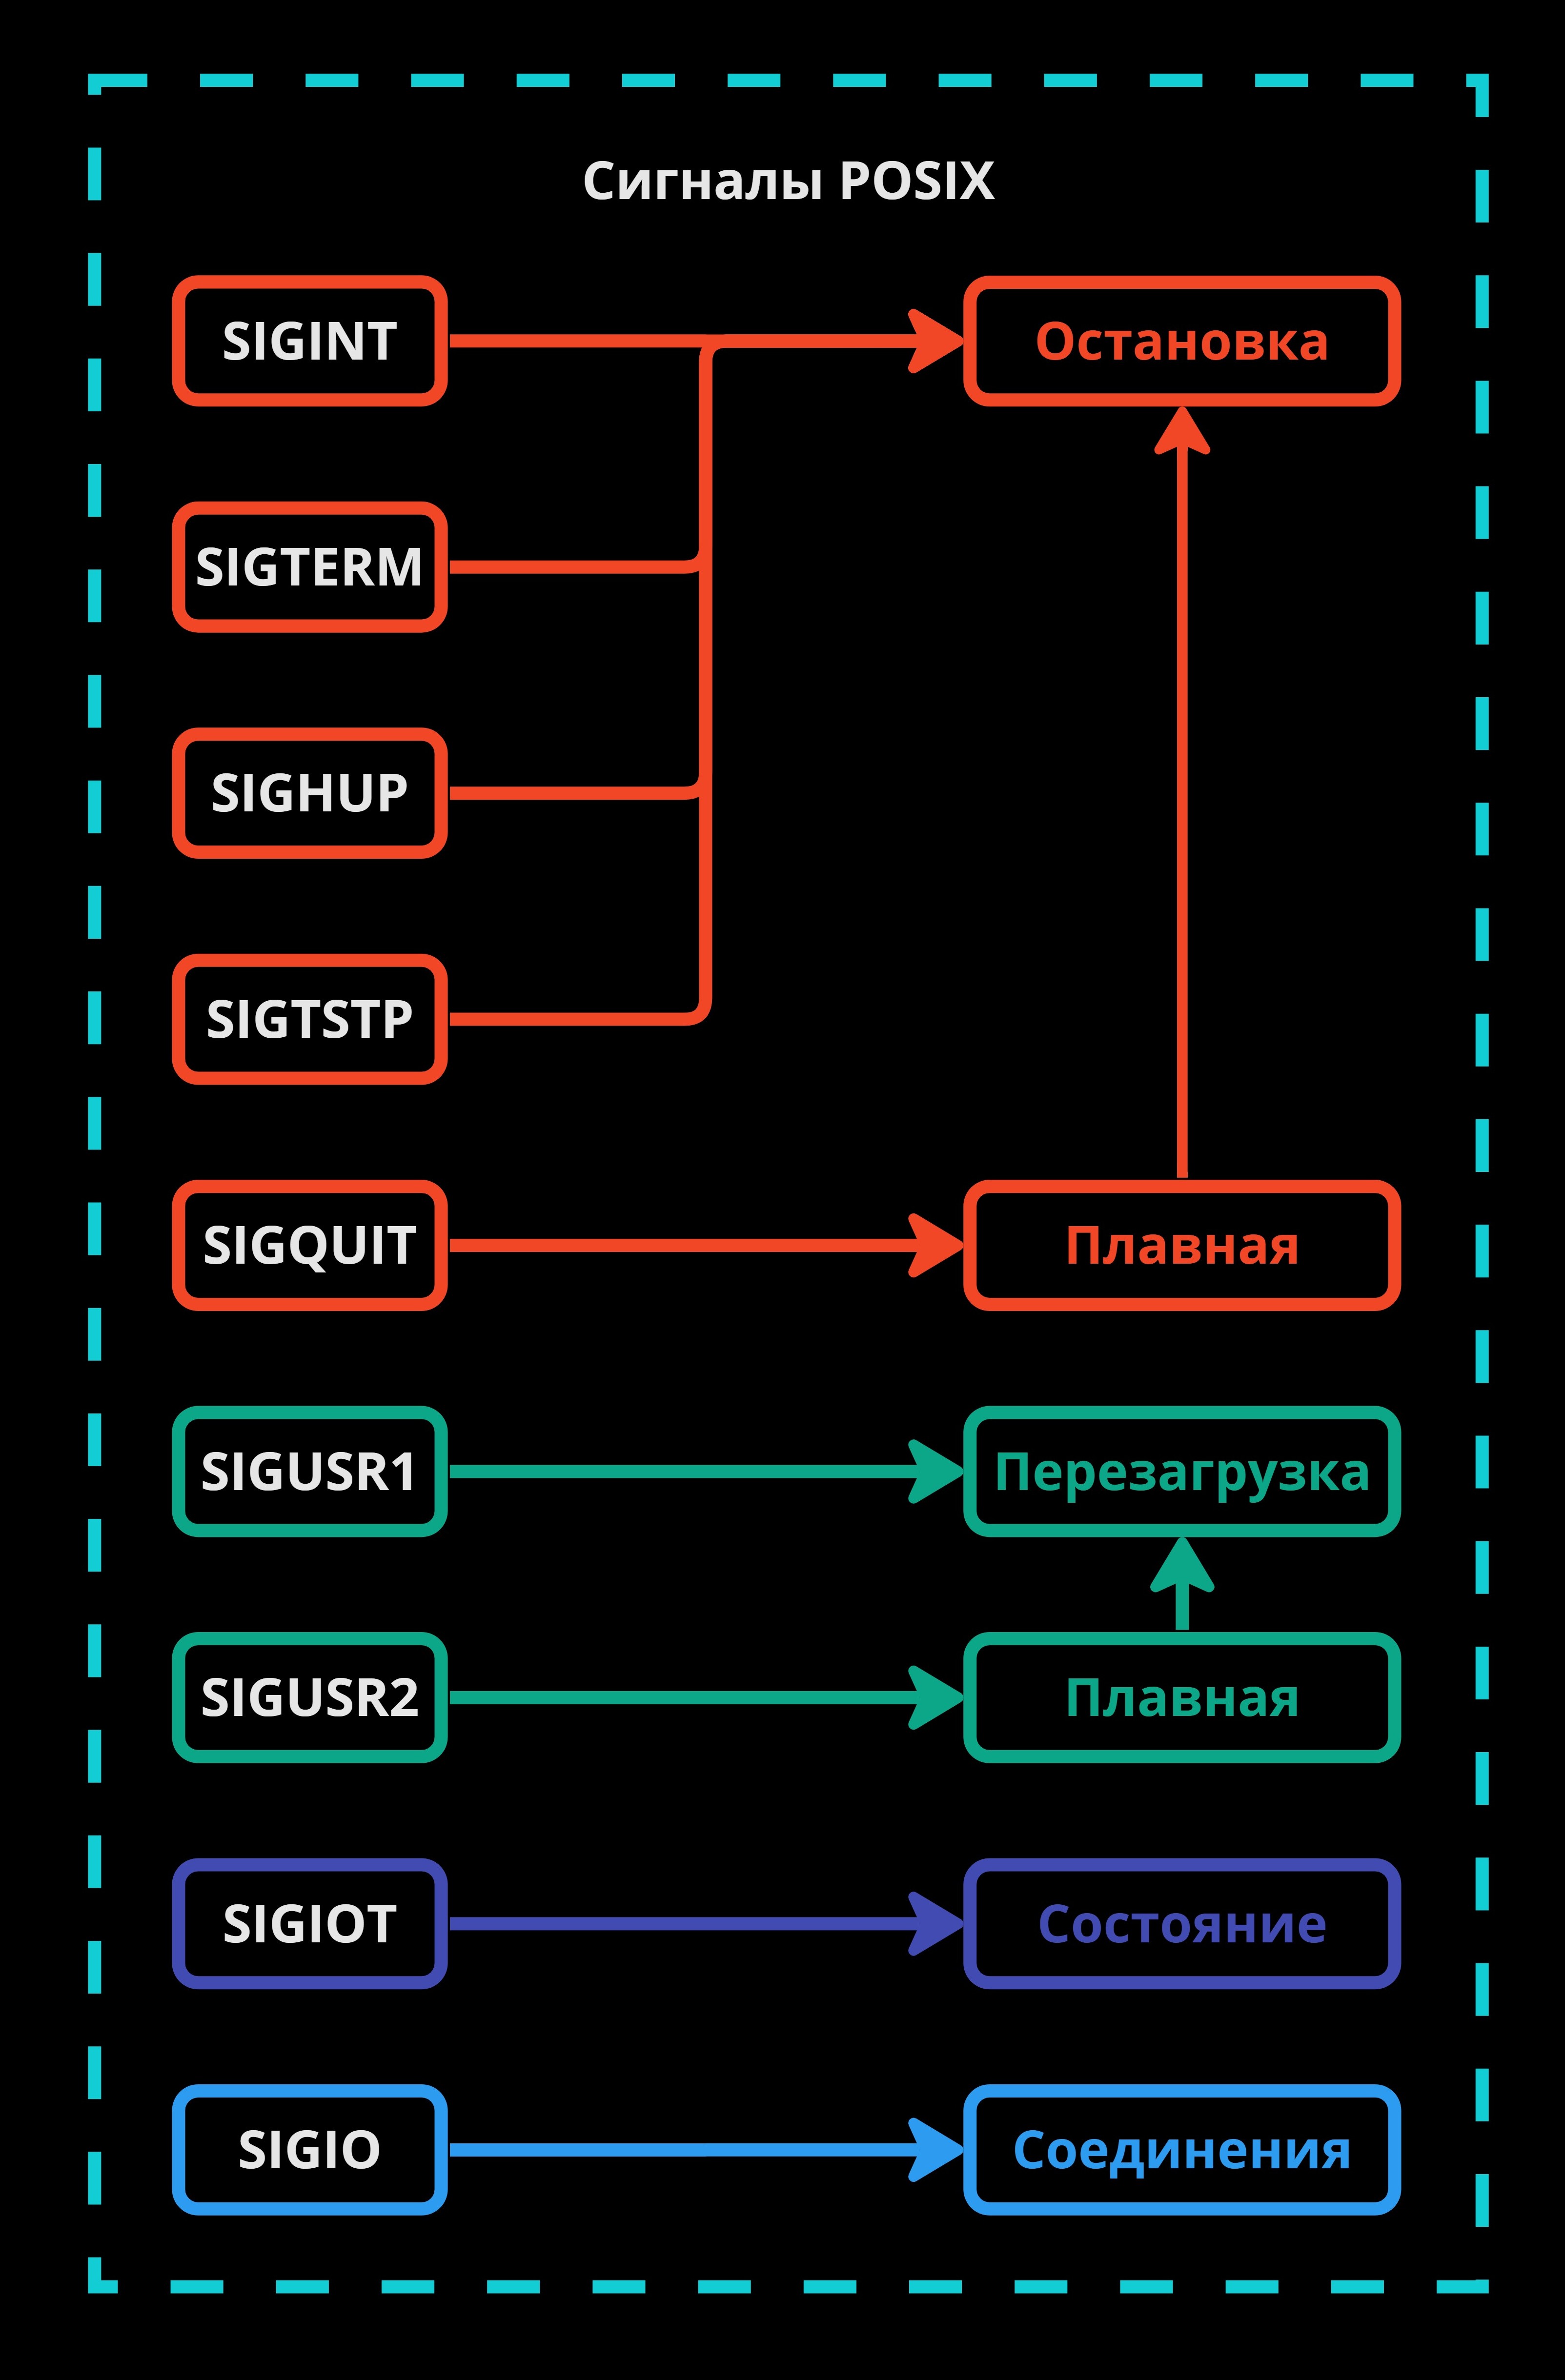 Сигналы POSIX
SIGINT
Остановка
SIGTERM
SIGHUP
SIGTSTP
SIGQUIT
Плавная
SIGUSR1
Перезагрузка
SIGUSR2
Плавная
SIGIOT
Состояние
SIGIO
Соединения